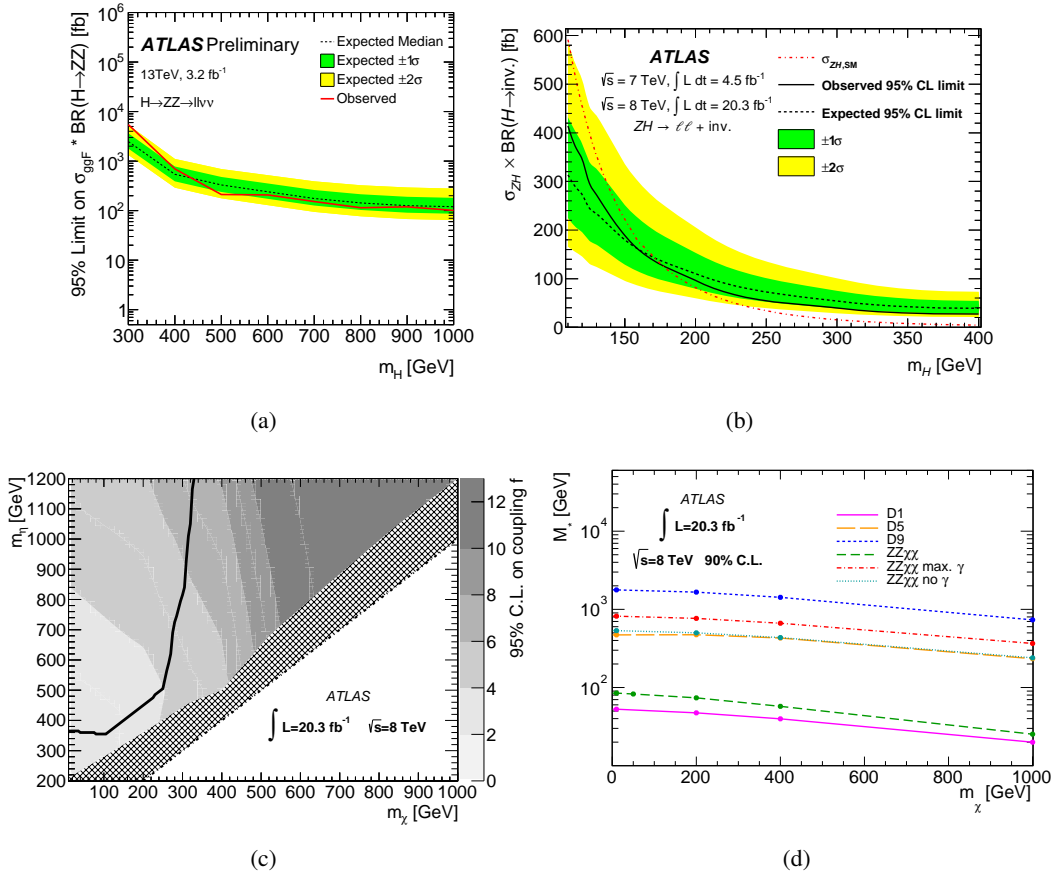 95% Limit on σ_ggF * BR(H→ZZ) [fb]
10^6
10^5
10^4
10^3
10^2
10
1
ATLAS Preliminary
13TeV, 3.2 fb^-1
H→ZZ→llνν
Expected Median
Expected ±1σ
Expected ±2σ
Observed
300 400 500 600 700 800 900 1000
m_H [GeV]
(a)
σ_ZH × BR(H→inv.) [fb]
600
500
400
300
200
100
0
ATLAS
√s = 7 TeV, ∫ L dt = 4.5 fb^-1
√s = 8 TeV, ∫ L dt = 20.3 fb^-1
ZH → ℓℓ + inv.
σ_ZH,SM
Observed 95% CL limit
Expected 95% CL limit
±1σ
±2σ
150 200 250 300 350 400
m_H [GeV]
(b)
m_η [GeV]
1200
1100
1000
900
800
700
600
500
400
300
200
ATLAS
∫ L=20.3 fb^-1 √s=8 TeV
100 200 300 400 500 600 700 800 900 1000
m_χ [GeV]
95% C.L. on coupling f
13
10
8
6
4
2
0
(c)
M_* [GeV]
10^4
10^3
10^2
ATLAS
∫ L=20.3 fb^-1
√s=8 TeV 90% C.L.
D1
D5
D9
ZZχχ
ZZχχ max. γ
ZZχχ no γ
0 200 400 600 800 1000
m_χ [GeV]
(d)